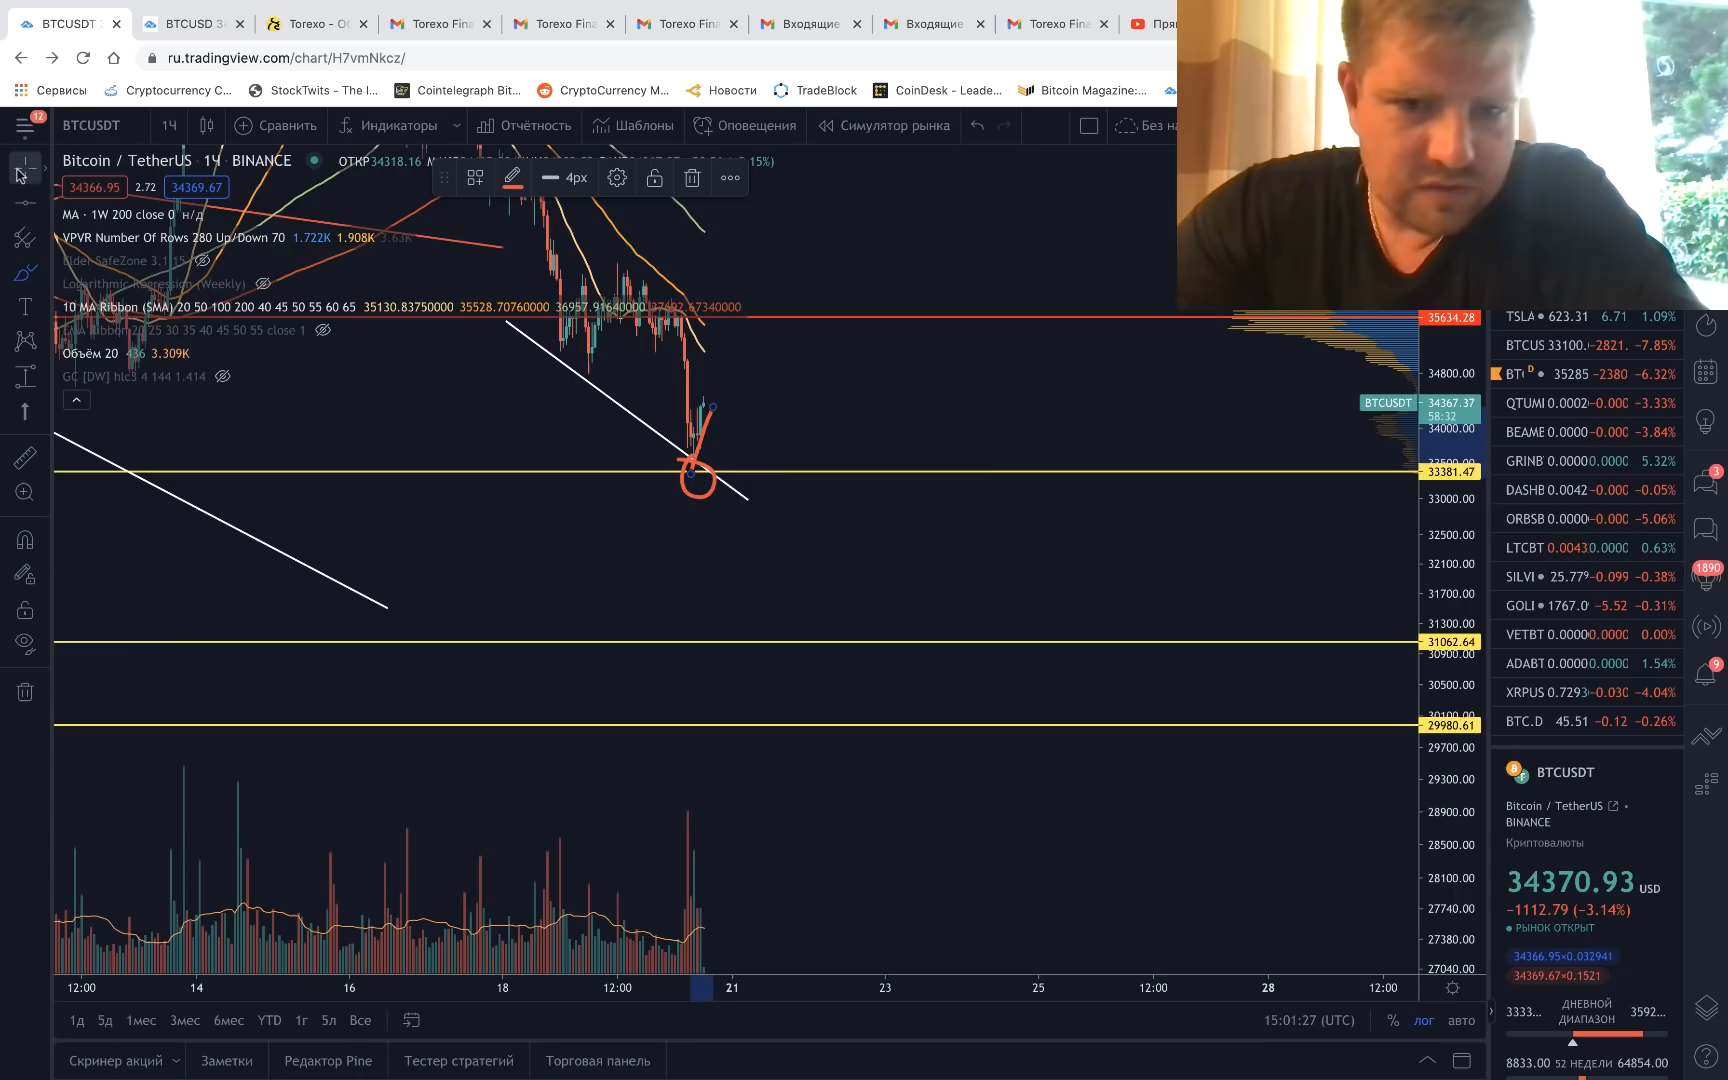 BTCUSDT 3
BTCUSD 34
Torexo - О
Torexo Fina
Torexo Fina
Torexo Fina
Входящие
Входящие
Torexo Fina
Пря
ru.tradingview.com/chart/H7vmNkcz/
Сервисы
Cryptocurrency C...
StockTwits - The I...
Cointelegraph Bit...
CryptoCurrency M...
Новости
TradeBlock
CoinDesk - Leade...
Bitcoin Magazine:...
12
BTCUSDT
1Ч
Сравнить
Индикаторы
Отчётность
Шаблоны
Оповещения
Симулятор рынка
Без на
Bitcoin / TetherUS · 1Ч · BINANCE
ОТКР34318.16
15%)
34366.95
2.72
34369.67
4px
MA · 1W 200 close 0 н/д
VPVR Number Of Rows 280 Up/Down 70 1.722K 1.908K 3.63K
Elder SafeZone 3.1 15
Logarithmic Regression (Weekly)
10 MA Ribbon (SMA) 20 50 100 200 40 45 50 55 60 65 35130.83750000 35528.70760000 36957.91640000
Ribbon 20 25 30 35 40 45 50 55 close 1
Объём 20 436 3.309K
GC [DW] hlc3 4 144 1.414
35634.28
34800.00
BTCUSDT 34367.37
58:32
34000.00
33381.47
33000.00
32500.00
32100.00
31700.00
31300.00
31062.64
30900.00
30500.00
29980.61
29700.00
29300.00
28900.00
28500.00
28100.00
27740.00
27380.00
27040.00
12:00
14
16
18
12:00
21
23
25
12:00
28
12:00
1д
5д
1мес
3мес
6мес
YTD
1г
5л
Все
15:01:27 (UTC)
%
лог
авто
Скринер акций
Заметки
Редактор Pine
Тестер стратегий
Торговая панель
TSLA 623.31 6.71 1.09%
BTCUS 33100. −2821. −7.85%
D 35285 −2380 −6.32%
QTUMI 0.0002 −0.000 −3.33%
BEAME 0.0000 −0.000 −3.84%
GRINB 0.0000 0.0000 5.32%
DASHB 0.0042 −0.000 −0.05%
ORBSB 0.0000 −0.000 −5.06%
LTCBT 0.0043 0.0000 0.63%
SILVI 25.779 −0.099 −0.38%
GOLI 1767.0 −5.52 −0.31%
VETBT 0.0000 0.0000 0.00%
ADABT 0.0000 0.0000 1.54%
XRPUS 0.7293 −0.030 −4.04%
BTC.D 45.51 −0.12 −0.26%
3
1890
9
BTCUSDT
Bitcoin / TetherUS
BINANCE
Криптовалюты
34370.93 USD
−1112.79 (−3.14%)
РЫНОК ОТКРЫТ
34366.95×0.032941
34369.67×0.1521
3333...
ДНЕВНОЙ ДИАПАЗОН
3592...
8833.00 52 НЕДЕЛИ 64854.00